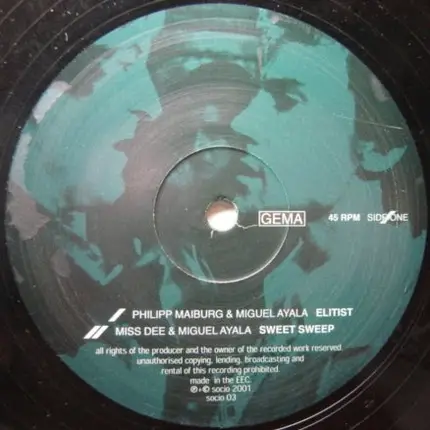 GEMA 45 RPM SIDE ONE
PHILIPP MAIBURG & MIGUEL AYALA ELITIST
MISS DEE & MIGUEL AYALA SWEET SWEEP
all rights of the producer and the owner of the recorded work reserved.
unauthorised copying, lending, broadcasting and
rental of this recording prohibited.
made in the EEC.
℗+© socio 2001
socio 03